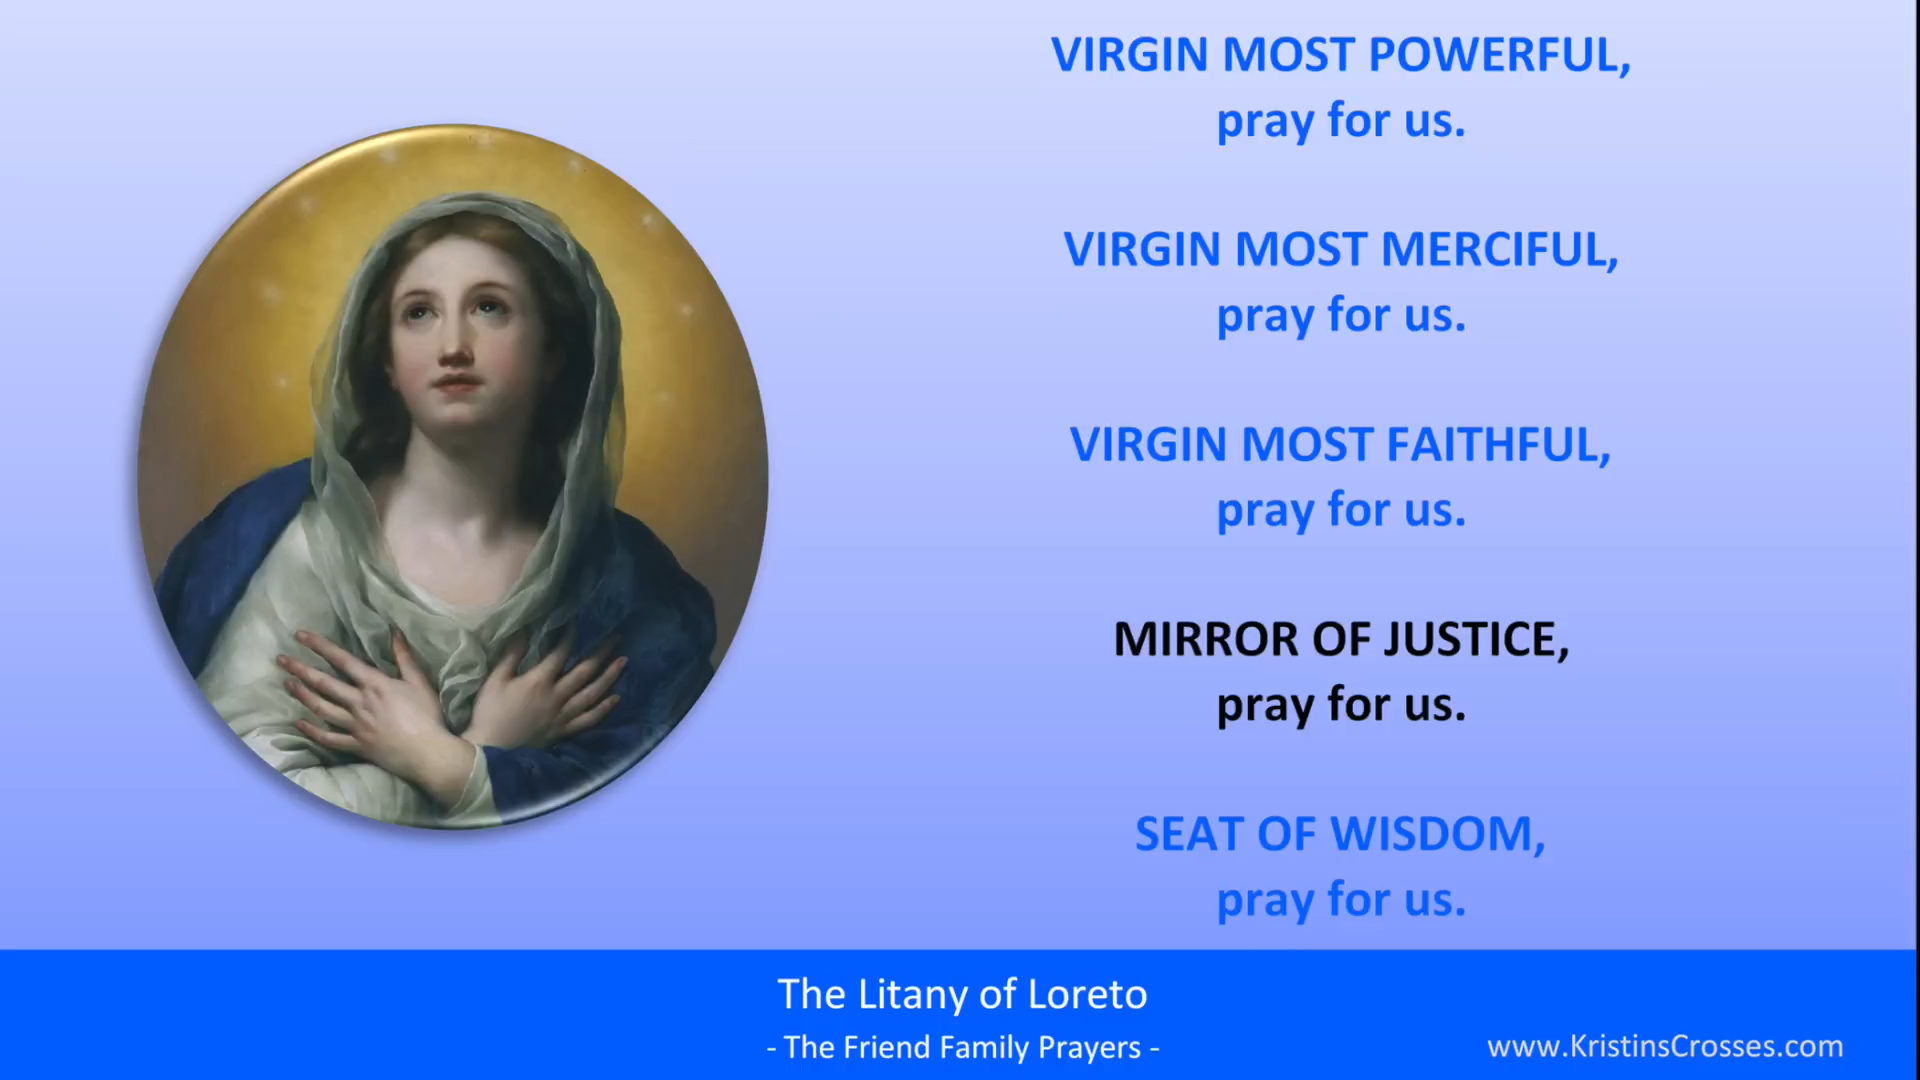 VIRGIN MOST POWERFUL,
pray for us.
VIRGIN MOST MERCIFUL,
pray for us.
VIRGIN MOST FAITHFUL,
pray for us.
MIRROR OF JUSTICE,
pray for us.
SEAT OF WISDOM,
pray for us.
The Litany of Loreto
- The Friend Family Prayers -
www.KristinsCrosses.com